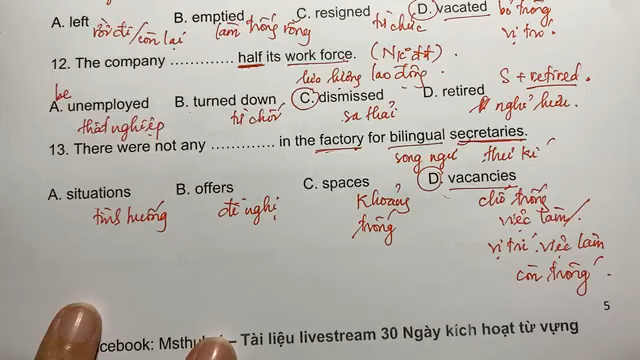 A. left B. emptied C. resigned D. vacated bỏ trống
rời đi/còn lại làm trống rỗng từ chức vị trí.
12. The company ............. half its work force. (N k° đt).
lực lượng lao động. S + retired.
be
A. unemployed B. turned down C. dismissed D. retired
thất nghiệp từ chối sa thải nghỉ hưu.
13. There were not any ............. in the factory for bilingual secretaries.
song ngữ thư kí
A. situations B. offers C. spaces D. vacancies
tình huống đề nghị khoảng trống chỗ trống
việc làm/
vị trí việc làm
còn trống.
5
cebook: Msthu – Tài liệu livestream 30 Ngày kích hoạt từ vựng